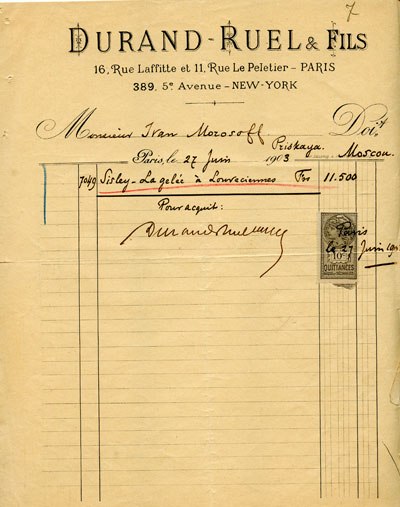 7
DURAND-RUEL & FILS
16, Rue Laffitte et 11, Rue Le Peletier - PARIS
389, 5e Avenue - NEW-YORK
Monsieur Ivan Morosoff Doit
Priskaya. Moscou.
Paris, le 27 Juin 1903
7049 Sisley - La gelée à Louveciennes Frs 11.500
Pour acquit:
Durand-Ruel
Paris
le 27 Juin
10c
QUITTANCES